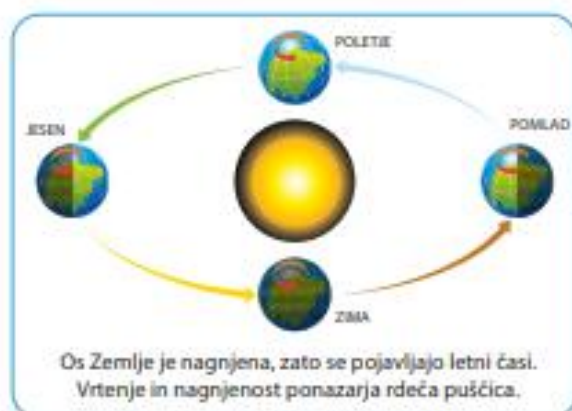 POLETJE
JESEN
POMLAD
ZIMA
Os Zemlje je nagnjena, zato se pojavljajo letni časi.
Vrtenje in nagnjenost ponazarja rdeča puščica.